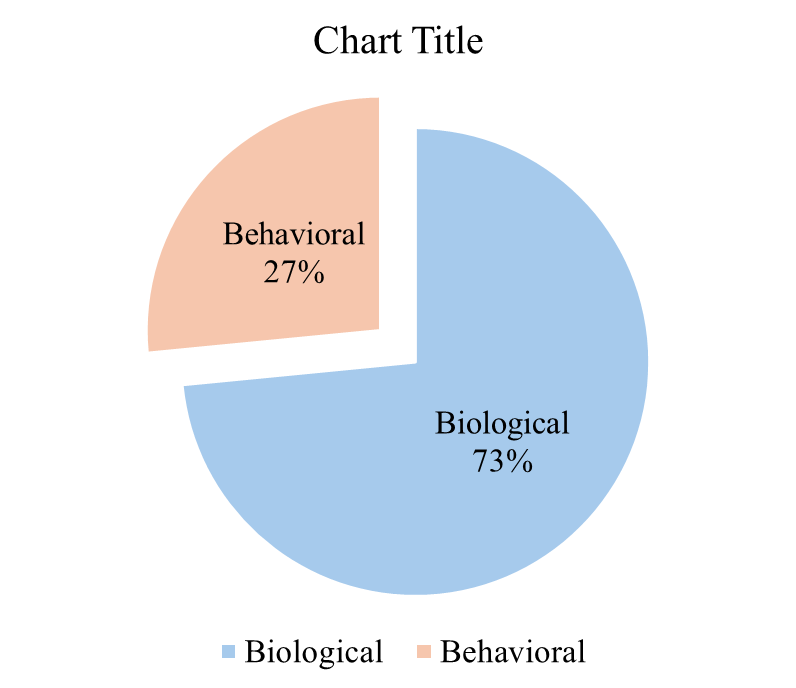 Chart Title
Behavioral
27%
Biological
73%
Biological Behavioral